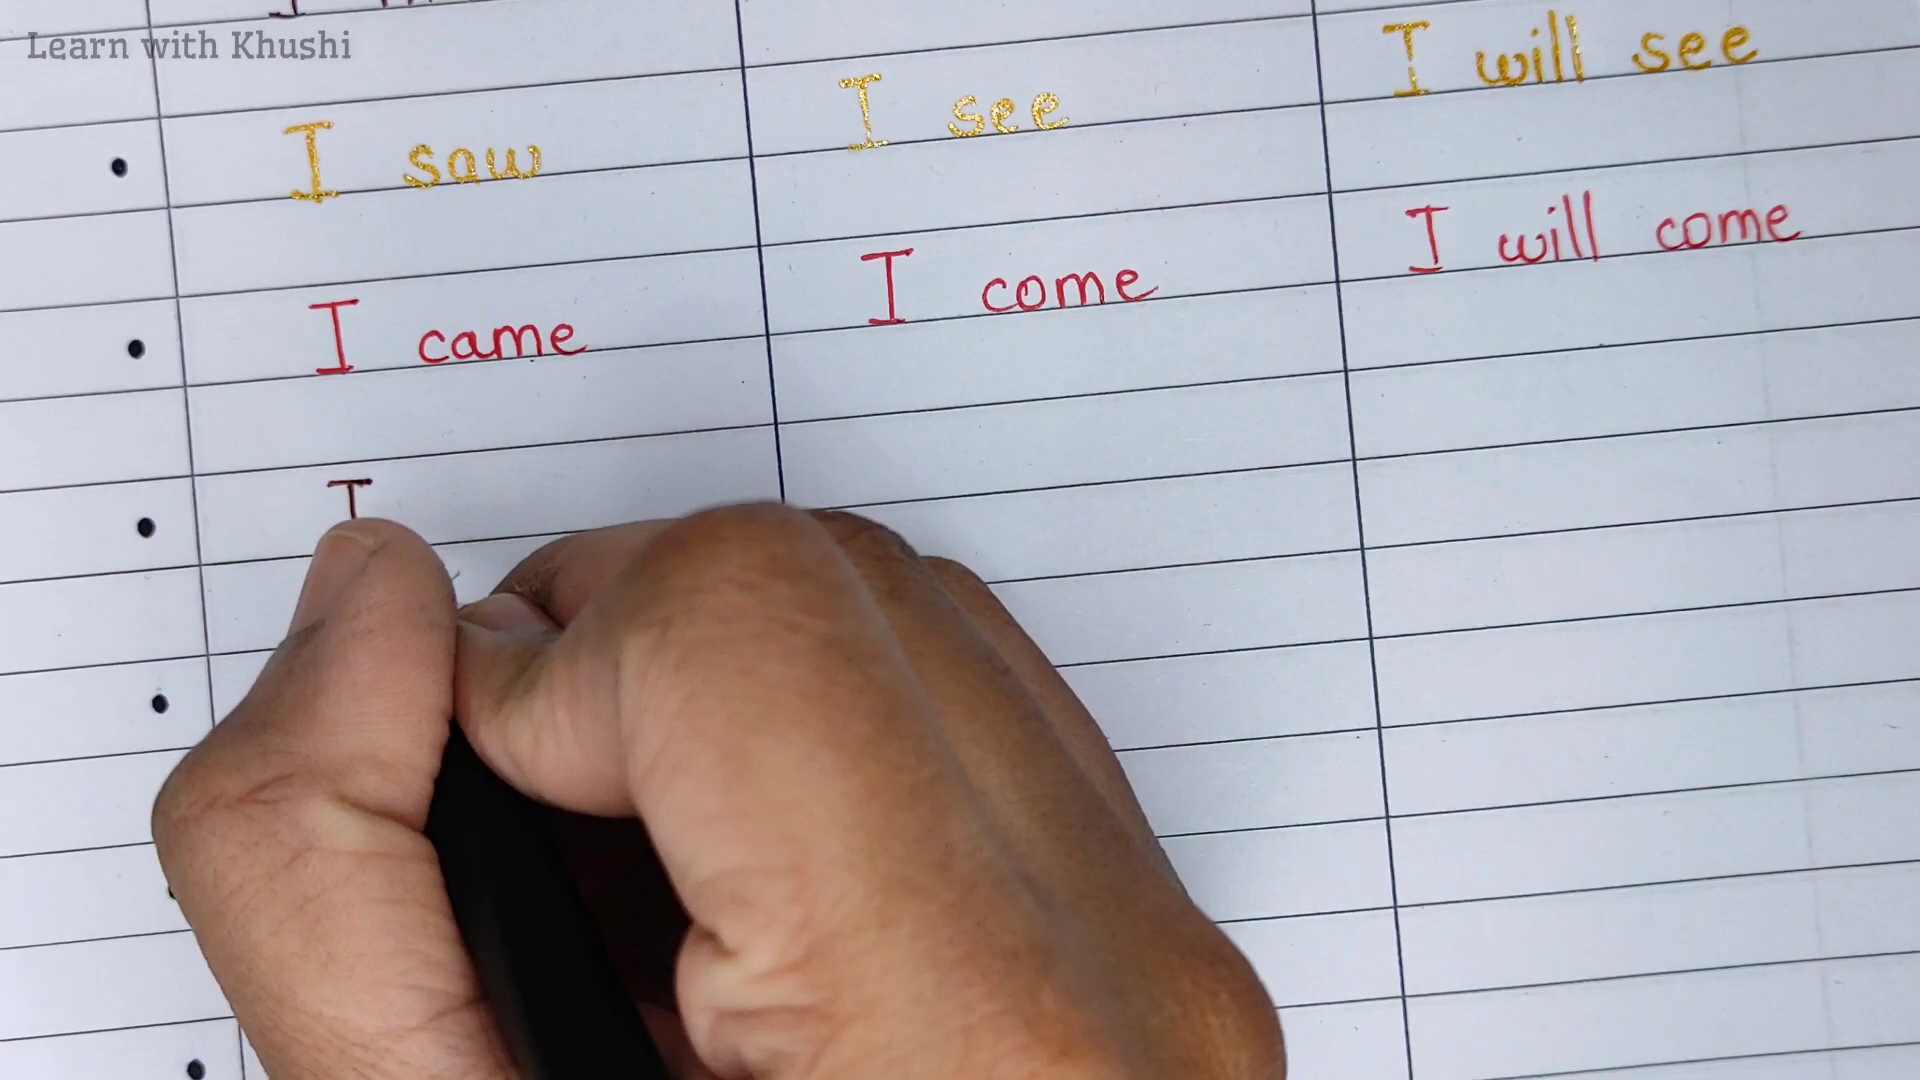 Learn with Khushi
I saw I see I will see
I came I come I will come
I